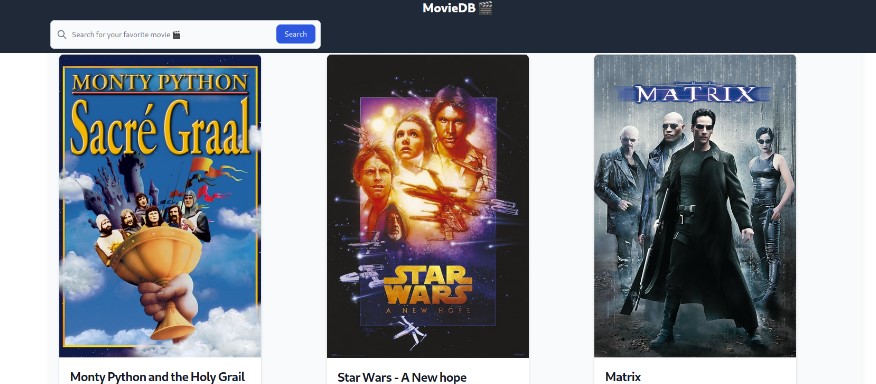 MovieDB 🎬
Search for your favorite movie 🎬
Search
MONTY PYTHON
Sacré Graal
STAR
WARS
A NEW HOPE
MATRIX
Monty Python and the Holy Grail
Star Wars - A New hope
Matrix